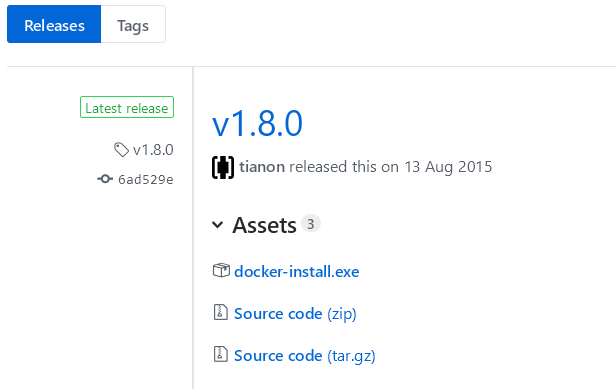 Releases Tags
Latest release
v1.8.0
6ad529e
v1.8.0
tianon released this on 13 Aug 2015
Assets 3
docker-install.exe
Source code (zip)
Source code (tar.gz)